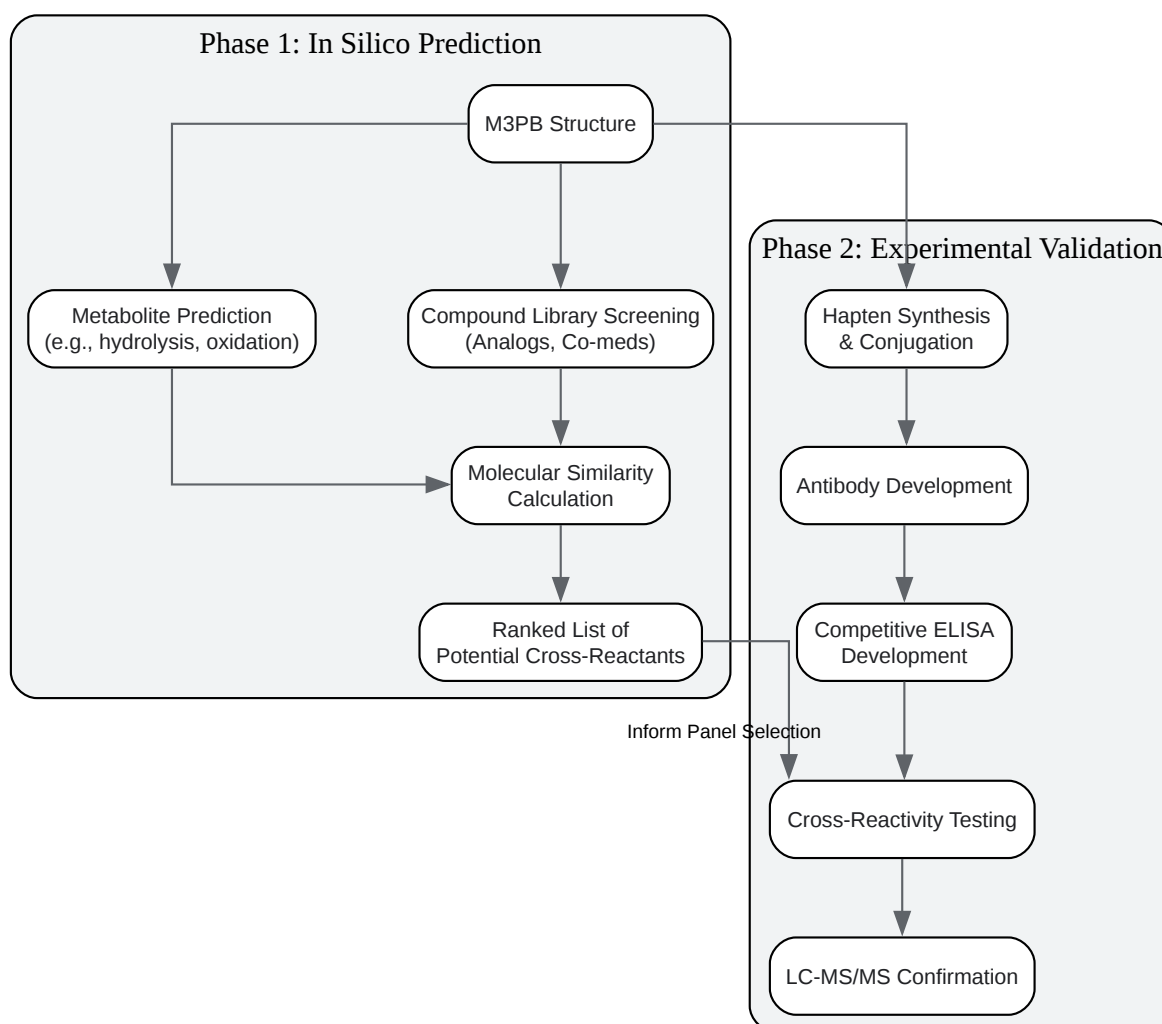 Phase 1: In Silico Prediction
M3PB Structure
Metabolite Prediction
(e.g., hydrolysis, oxidation)
Compound Library Screening
(Analogs, Co-meds)
Molecular Similarity
Calculation
Ranked List of
Potential Cross-Reactants
Inform Panel Selection
Phase 2: Experimental Validation
Hapten Synthesis
& Conjugation
Antibody Development
Competitive ELISA
Development
Cross-Reactivity Testing
LC-MS/MS Confirmation